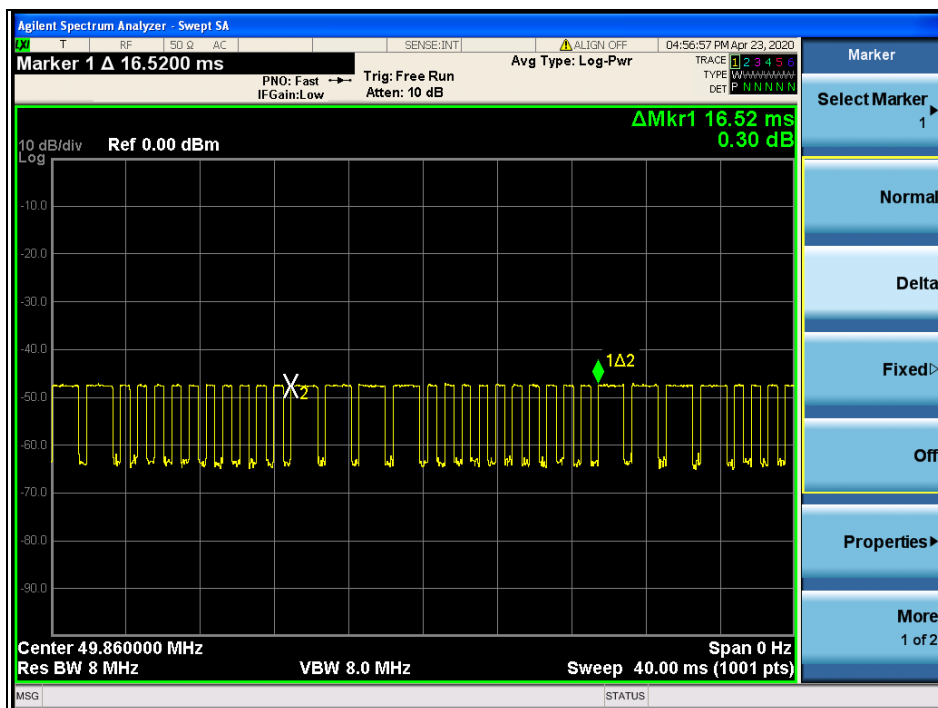 Agilent Spectrum Analyzer - Swept SA
LXI T RF 50 Ω AC SENSE:INT ALIGN OFF 04:56:57 PM Apr 23, 2020
Marker 1 Δ 16.5200 ms
PNO: Fast
IFGain:Low
Trig: Free Run
Atten: 10 dB
Avg Type: Log-Pwr
TRACE 1 2 3 4 5 6
TYPE WWWWWW
DET P N N N N N
ΔMkr1 16.52 ms
0.30 dB
10 dB/div Ref 0.00 dBm
Log
-10.0
-20.0
-30.0
-40.0
1Δ2
X2
-50.0
-60.0
-70.0
-80.0
-90.0
Center 49.860000 MHz Span 0 Hz
Res BW 8 MHz VBW 8.0 MHz Sweep 40.00 ms (1001 pts)
MSG STATUS
Marker
Select Marker
1
Normal
Delta
Fixed
Off
Properties
More
1 of 2